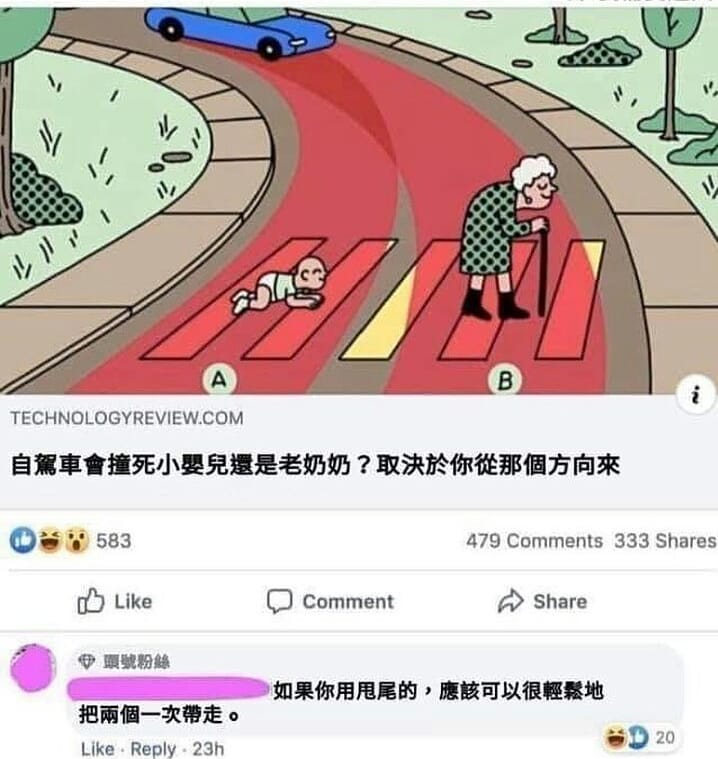 A
B
i
TECHNOLOGYREVIEW.COM
自駕車會撞死小嬰兒還是老奶奶？取決於你從那個方向來
583
479 Comments 333 Shares
Like
Comment
Share
頭號粉絲
如果你用甩尾的，應該可以很輕鬆地
把兩個一次帶走。
20
Like · Reply · 23h